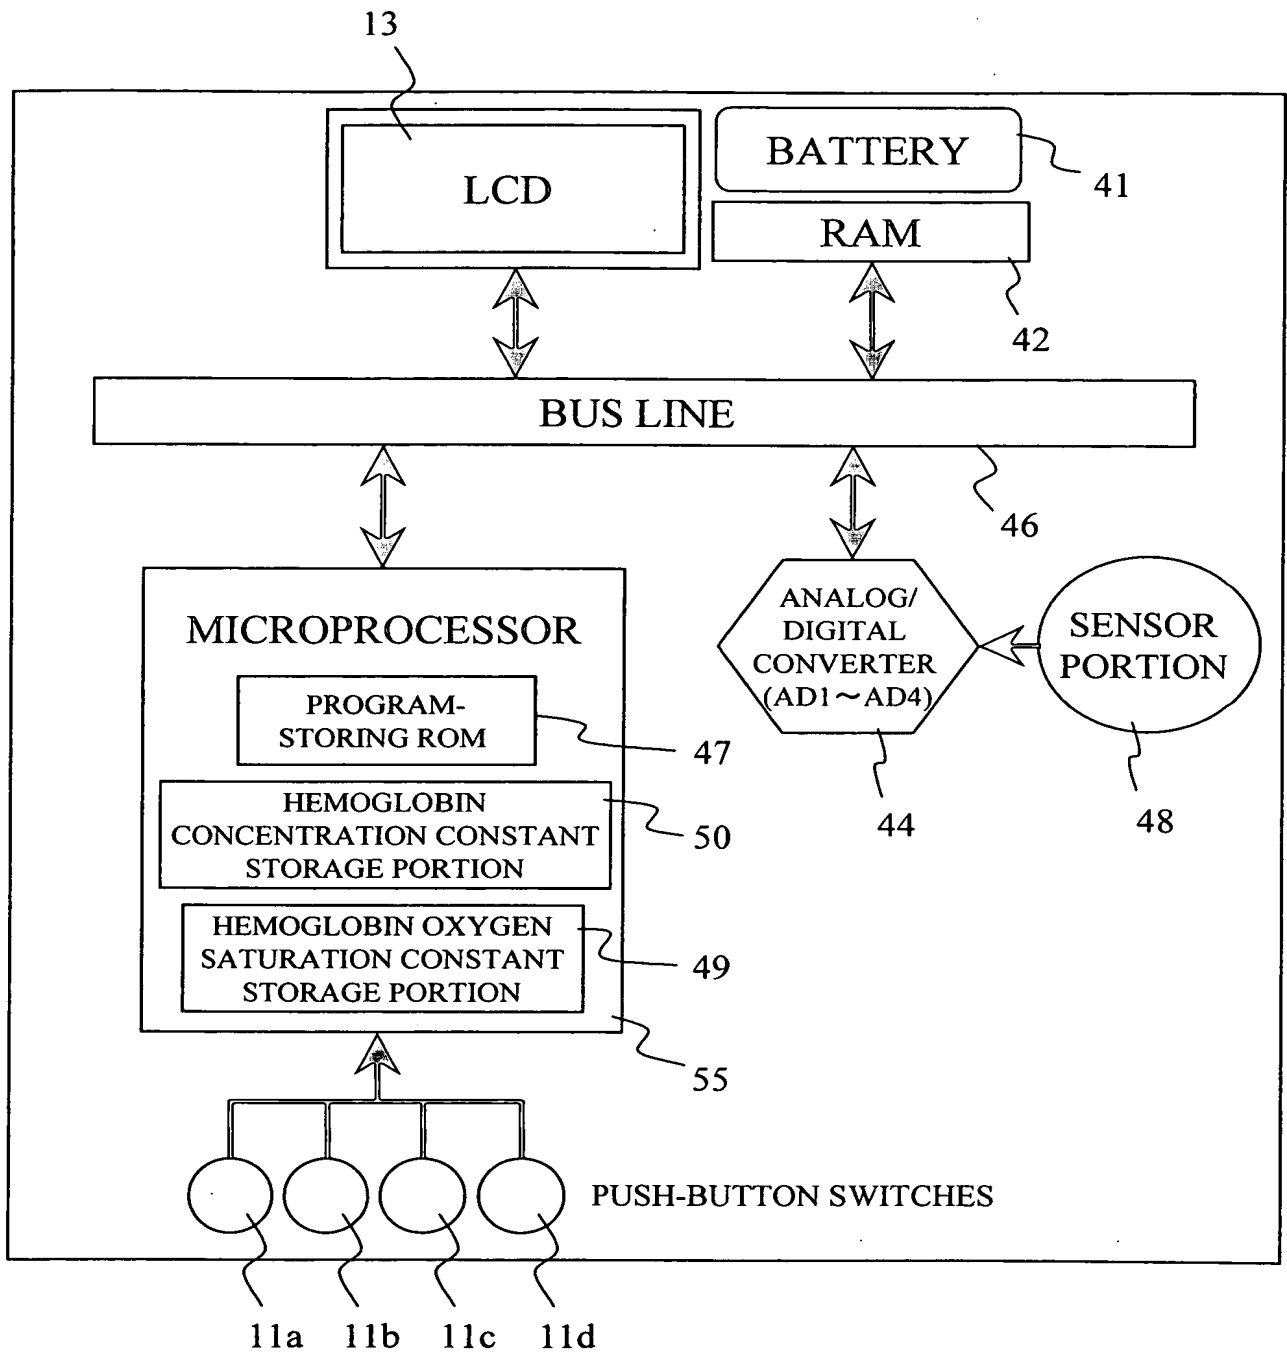 13
BATTERY
LCD
41
RAM
42
BUS LINE
46
ANALOG/
DIGITAL
CONVERTER
(AD1~AD4)
SENSOR
PORTION
MICROPROCESSOR
PROGRAM-
STORING ROM
47
44
48
HEMOGLOBIN
CONCENTRATION CONSTANT
STORAGE PORTION
50
HEMOGLOBIN OXYGEN
SATURATION CONSTANT
STORAGE PORTION
49
55
PUSH-BUTTON SWITCHES
11a
11b
11c
11d